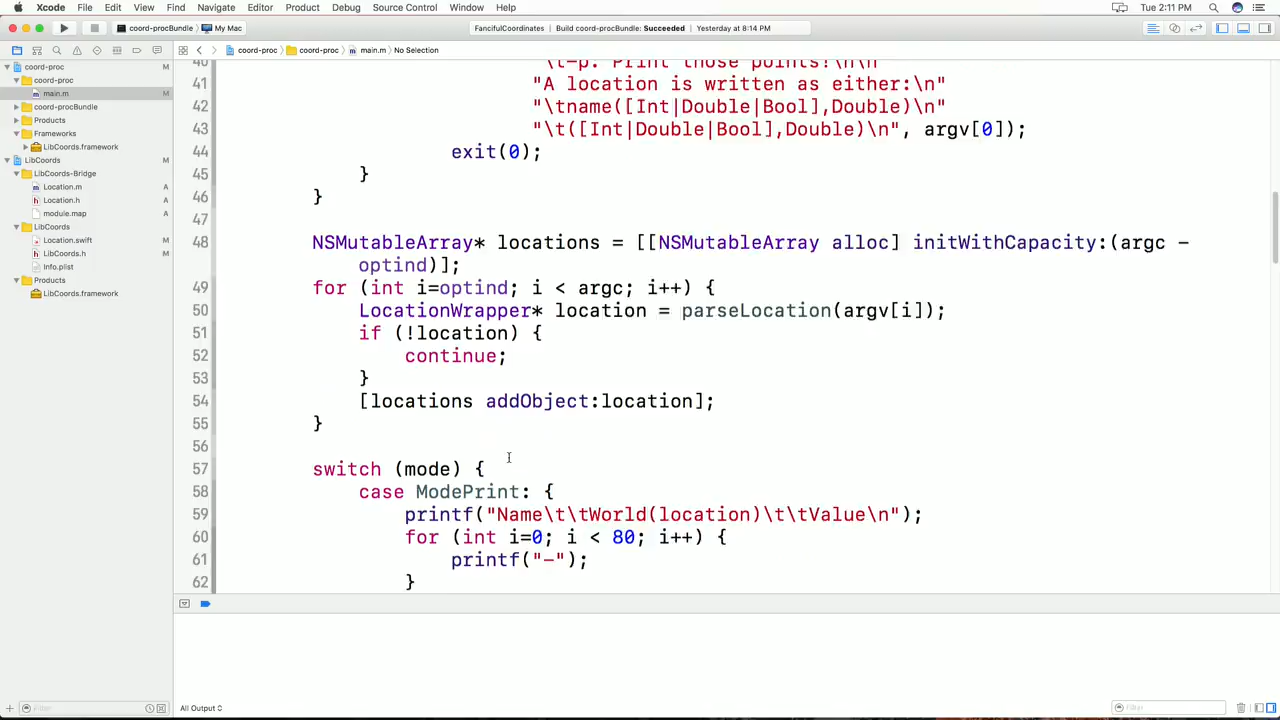 Xcode File Edit View Find Navigate Editor Product Debug Source Control Window Help Tue 2:11 PM
coord-procBundle My Mac FancifulCoordinates Build coord-procBundle: Succeeded Yesterday at 8:14 PM
coord-proc coord-proc main.m No Selection
coord-proc M
coord-proc
main.m M
coord-procBundle
Products
Frameworks
LibCoords.framework
LibCoords M
LibCoords-Bridge
Location.m A
Location.h A
module.map A
LibCoords
Location.swift M
LibCoords.h M
Info.plist
Products
LibCoords.framework
40 "\t-p: Print those points!\n\n"
41 "A location is written as either:\n"
42 "\tname([Int|Double|Bool],Double)\n"
43 "\t([Int|Double|Bool],Double)\n", argv[0]);
44 exit(0);
45 }
46 }
47
48 NSMutableArray* locations = [[NSMutableArray alloc] initWithCapacity:(argc -
optind)];
49 for (int i=optind; i < argc; i++) {
50 LocationWrapper* location = parseLocation(argv[i]);
51 if (!location) {
52 continue;
53 }
54 [locations addObject:location];
55 }
56
57 switch (mode) {
58 case ModePrint: {
59 printf("Name\t\tWorld(location)\t\tValue\n");
60 for (int i=0; i < 80; i++) {
61 printf("-");
62 }
Filter All Output Filter